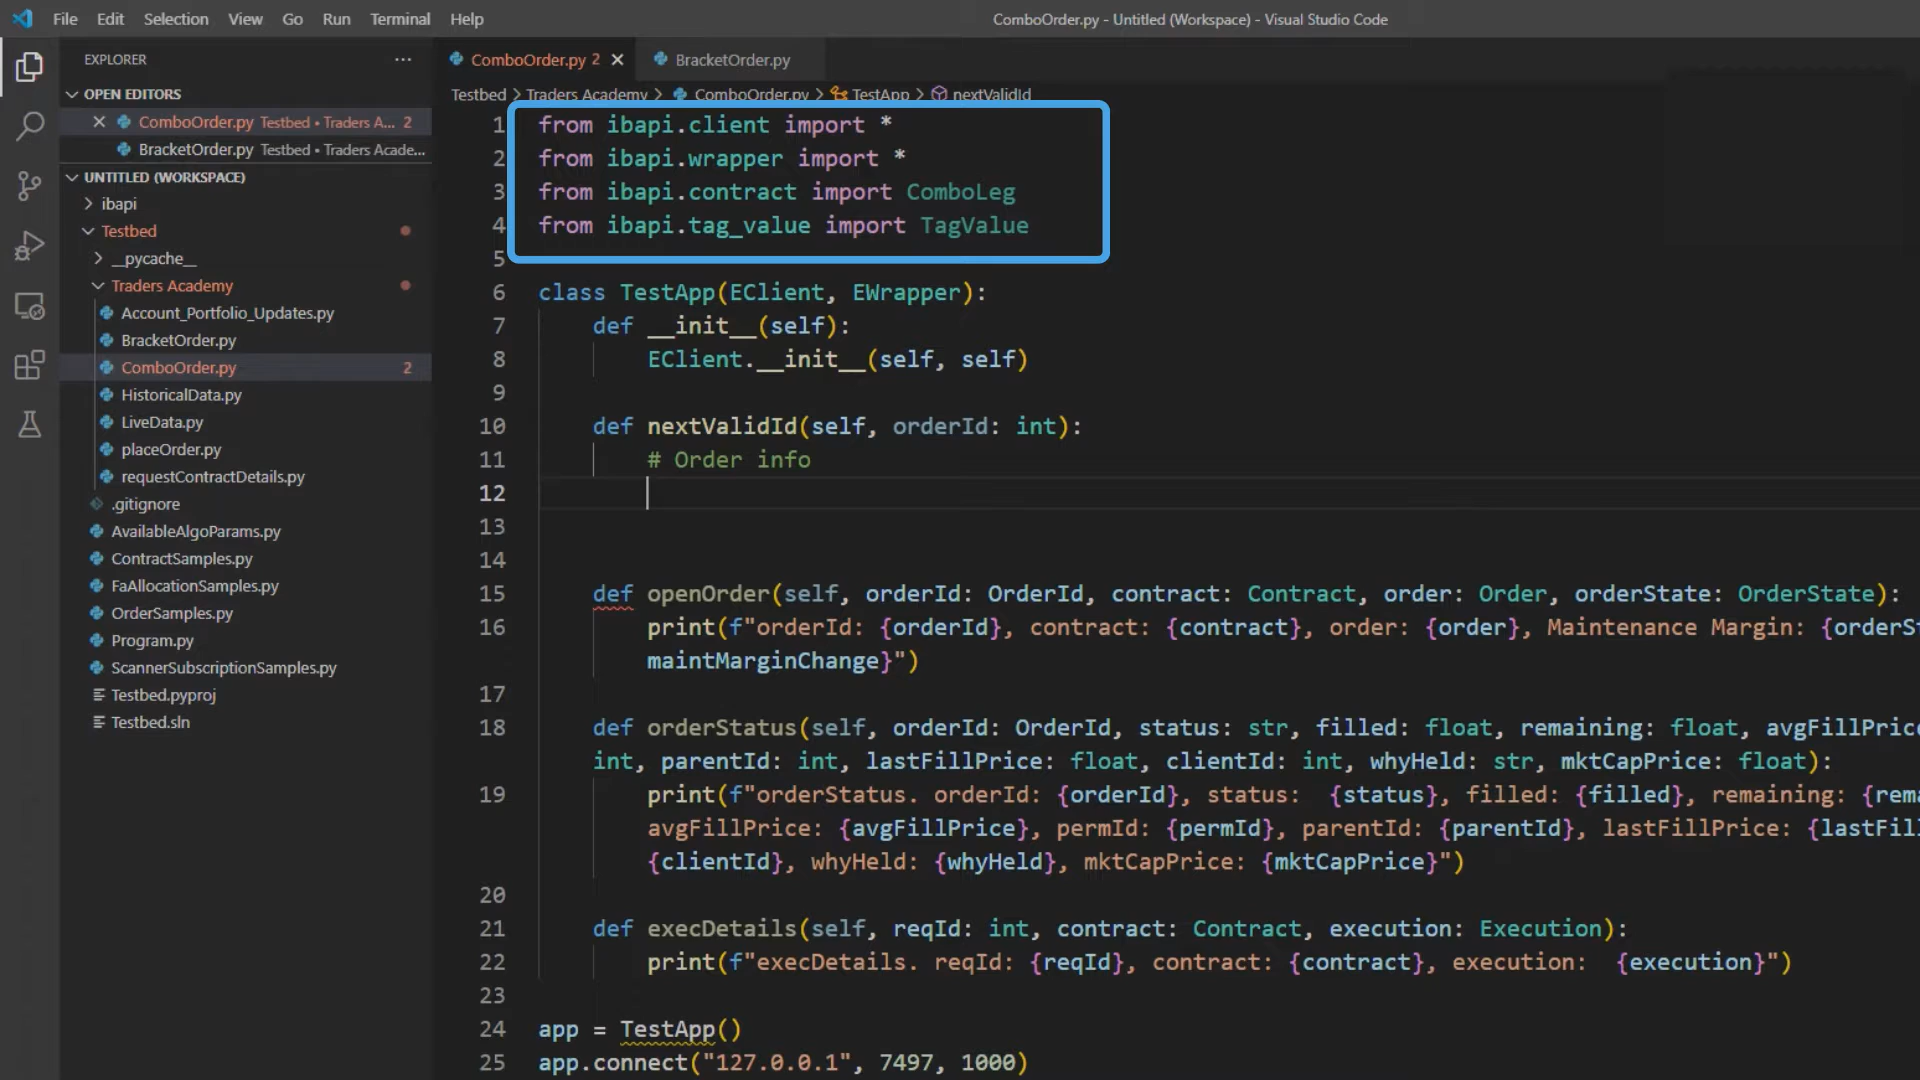 File Edit Selection View Go Run Terminal Help
ComboOrder.py - Untitled (Workspace) - Visual Studio Code
EXPLORER ...
OPEN EDITORS
ComboOrder.py Testbed • Traders A... 2
BracketOrder.py Testbed • Traders Acade...
UNTITLED (WORKSPACE)
ibapi
Testbed
__pycache__
Traders Academy
Account_Portfolio_Updates.py
BracketOrder.py
ComboOrder.py 2
HistoricalData.py
LiveData.py
placeOrder.py
requestContractDetails.py
.gitignore
AvailableAlgoParams.py
ContractSamples.py
FaAllocationSamples.py
OrderSamples.py
Program.py
ScannerSubscriptionSamples.py
Testbed.pyproj
Testbed.sln
ComboOrder.py 2 BracketOrder.py
Testbed > Traders Academy > ComboOrder.py > TestApp > nextValidId
1 from ibapi.client import *
2 from ibapi.wrapper import *
3 from ibapi.contract import ComboLeg
4 from ibapi.tag_value import TagValue
5
6 class TestApp(EClient, EWrapper):
7 def __init__(self):
8 EClient.__init__(self, self)
9
10 def nextValidId(self, orderId: int):
11 # Order info
12
13
14
15 def openOrder(self, orderId: OrderId, contract: Contract, order: Order, orderState: OrderState):
16 print(f"orderId: {orderId}, contract: {contract}, order: {order}, Maintenance Margin: {orderSt
maintMarginChange}")
17
18 def orderStatus(self, orderId: OrderId, status: str, filled: float, remaining: float, avgFillPrice
int, parentId: int, lastFillPrice: float, clientId: int, whyHeld: str, mktCapPrice: float):
19 print(f"orderStatus. orderId: {orderId}, status: {status}, filled: {filled}, remaining: {rema
avgFillPrice: {avgFillPrice}, permId: {permId}, parentId: {parentId}, lastFillPrice: {lastFill
{clientId}, whyHeld: {whyHeld}, mktCapPrice: {mktCapPrice}")
20
21 def execDetails(self, reqId: int, contract: Contract, execution: Execution):
22 print(f"execDetails. reqId: {reqId}, contract: {contract}, execution: {execution}")
23
24 app = TestApp()
25 app.connect("127.0.0.1", 7497, 1000)